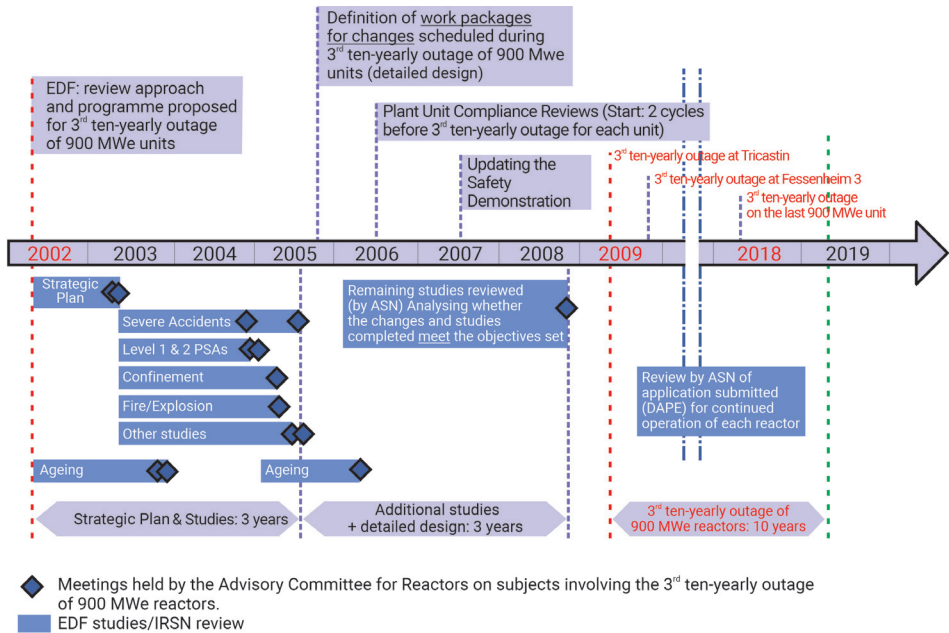 Definition of work packages
for changes scheduled during
3rd ten-yearly outage of 900 Mwe
units (detailed design)
EDF: review approach
and programme proposed
for 3rd ten-yearly outage
of 900 MWe units
Plant Unit Compliance Reviews (Start: 2 cycles
before 3rd ten-yearly outage for each unit)
Updating the
Safety
Demonstration
3rd ten-yearly outage at Tricastin
3rd ten-yearly outage at Fessenheim 3
3rd ten-yearly outage
on the last 900 MWe unit
2002 2003 2004 2005 2006 2007 2008 2009 2018 2019
Strategic
Plan
Severe Accidents
Level 1 & 2 PSAs
Confinement
Fire/Explosion
Other studies
Ageing
Ageing
Remaining studies reviewed
(by ASN) Analysing whether
the changes and studies
completed meet the objectives set
Review by ASN of
application submitted
(DAPE) for continued
operation of each reactor
Strategic Plan & Studies: 3 years
Additional studies
+ detailed design: 3 years
3rd ten-yearly outage of
900 MWe reactors: 10 years
Meetings held by the Advisory Committee for Reactors on subjects involving the 3rd ten-yearly outage
of 900 MWe reactors.
EDF studies/IRSN review